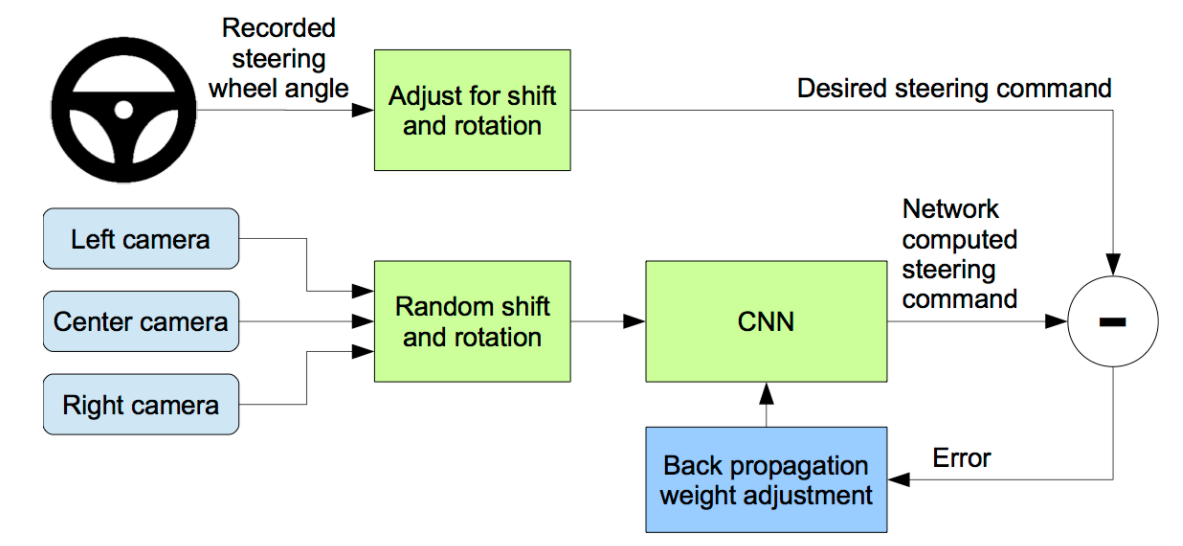 Recorded
steering
wheel angle
Adjust for shift
and rotation
Desired steering command
Left camera
Center camera
Right camera
Random shift
and rotation
CNN
Network
computed
steering
command
-
Back propagation
weight adjustment
Error